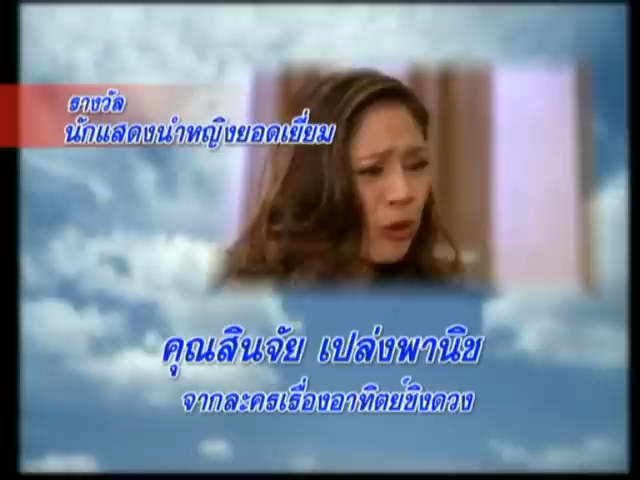 รางวัล
นักแสดงนำหญิงยอดเยี่ยม
คุณสินจัย เปล่งพานิช
จากละครเรื่องอาทิตย์ชิงดวง